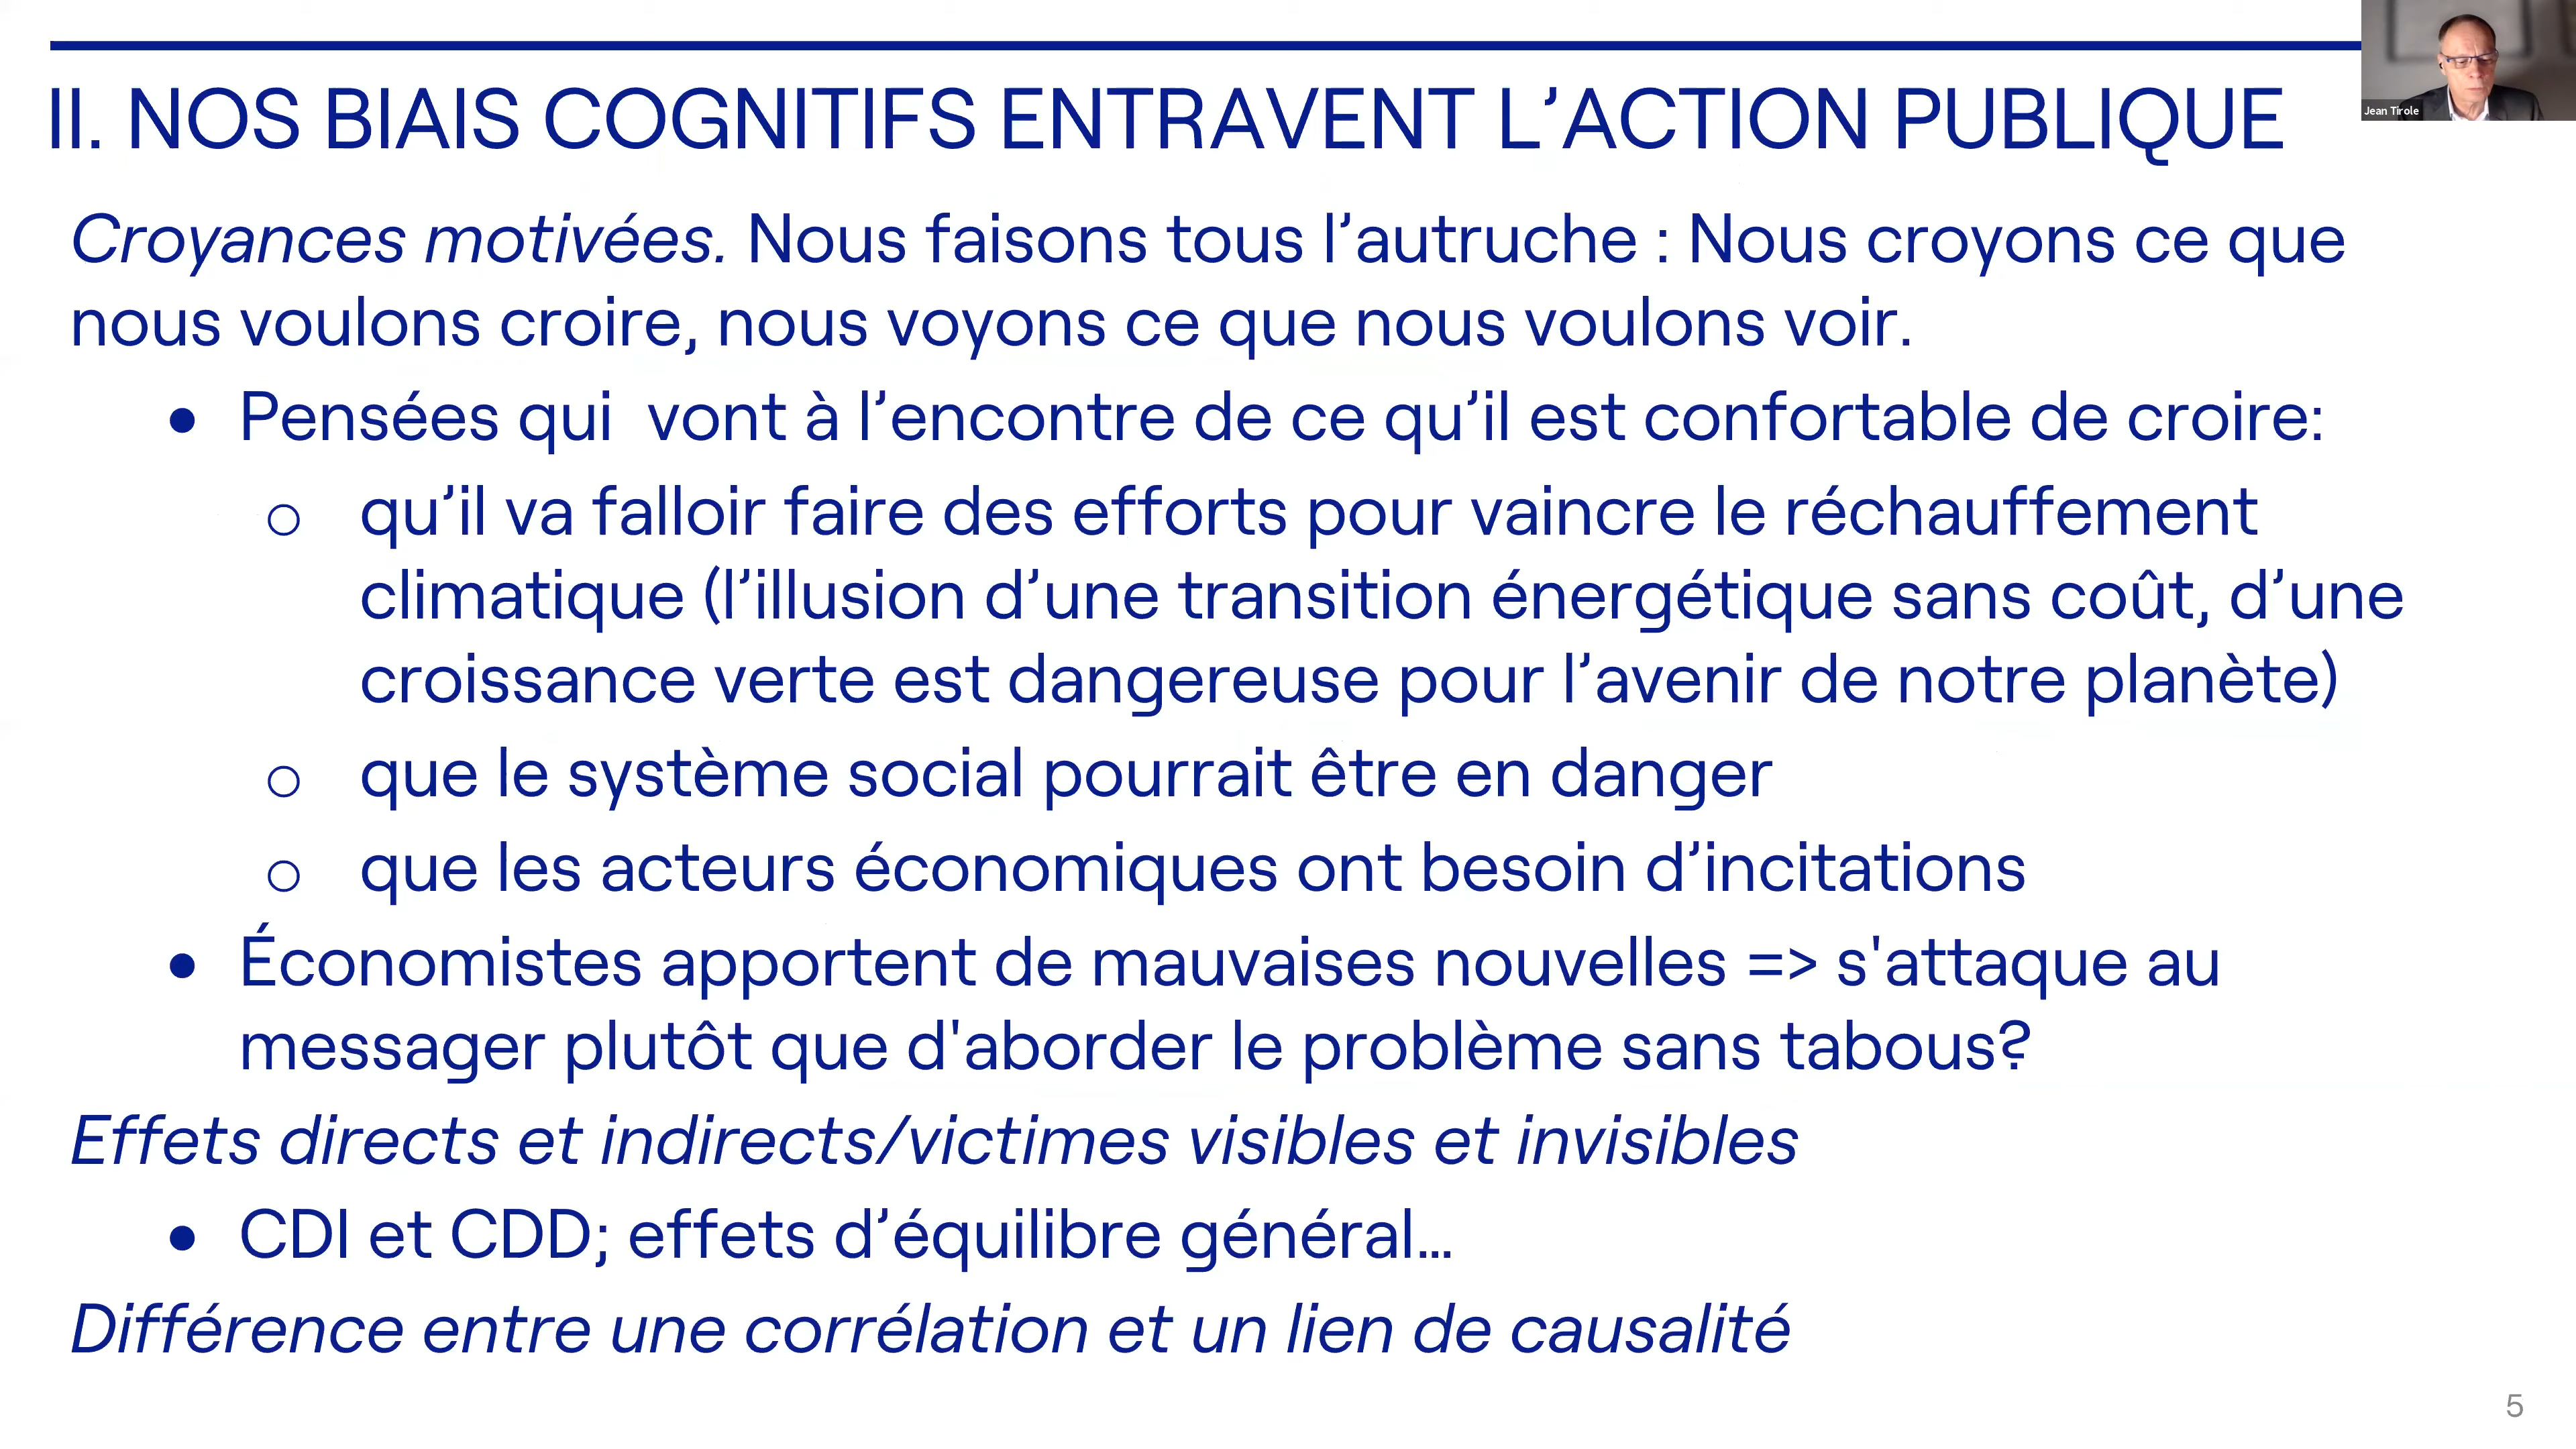 Jean Tirole
II. NOS BIAIS COGNITIFS ENTRAVENT L’ACTION PUBLIQUE
Croyances motivées. Nous faisons tous l’autruche : Nous croyons ce que
nous voulons croire, nous voyons ce que nous voulons voir.
• Pensées qui  vont à l’encontre de ce qu’il est confortable de croire:
○ qu’il va falloir faire des efforts pour vaincre le réchauffement
climatique (l’illusion d’une transition énergétique sans coût, d’une
croissance verte est dangereuse pour l’avenir de notre planète)
○ que le système social pourrait être en danger
○ que les acteurs économiques ont besoin d’incitations
• Économistes apportent de mauvaises nouvelles => s'attaque au
messager plutôt que d'aborder le problème sans tabous?
Effets directs et indirects/victimes visibles et invisibles
• CDI et CDD; effets d’équilibre général…
Différence entre une corrélation et un lien de causalité
5